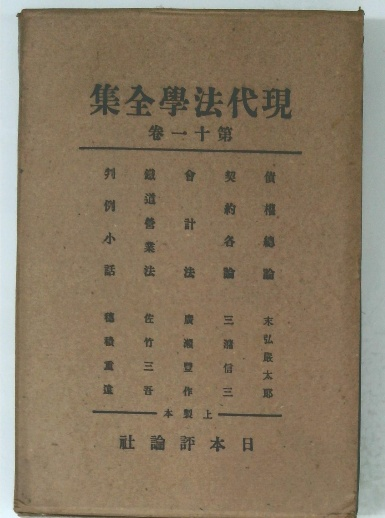 現代法學全集
第十一卷
債權總論 末弘嚴太郎
契約各論 三瀦信三
會計法 廣瀨豐作
鐵道營業法 佐竹三吾
判例小話 穗積重遠
上製本
日本評論社